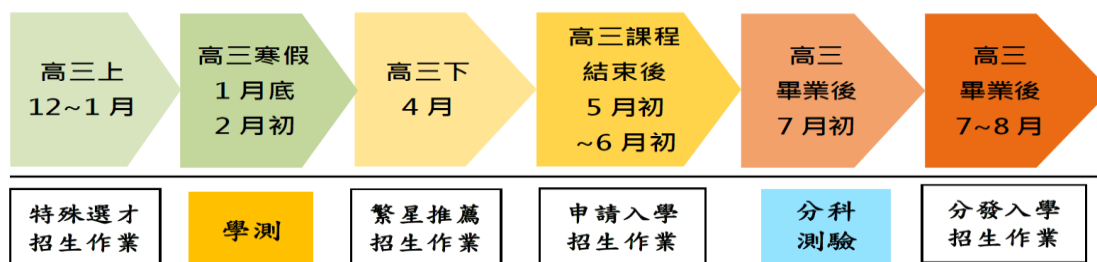 高三上
12~1 月
高三寒假
1 月底
2 月初
高三下
4 月
高三課程
結束後
5 月初
~6 月初
高三
畢業後
7 月初
高三
畢業後
7~8 月
特殊選才
招生作業
學測
繁星推薦
招生作業
申請入學
招生作業
分科
測驗
分發入學
招生作業